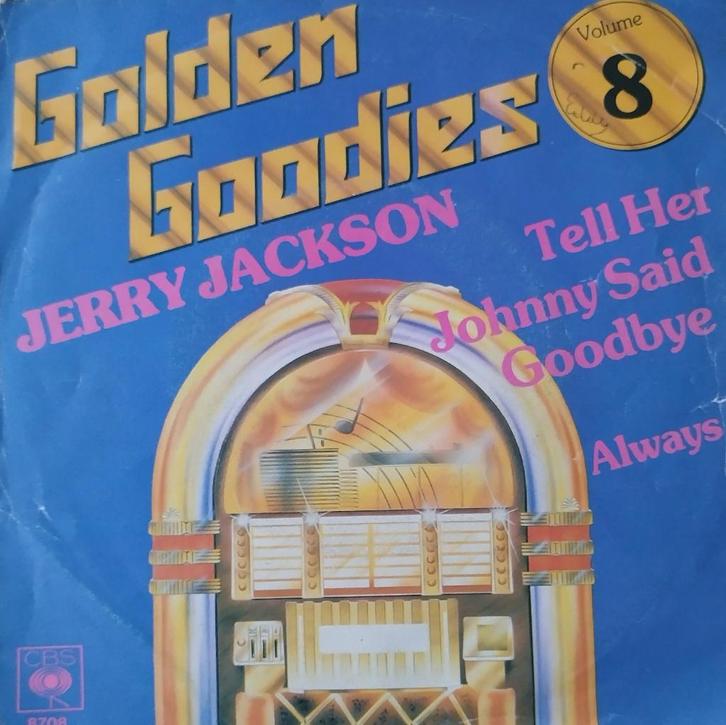 Golden
Goodies
Volume
8
JERRY JACKSON
Tell Her
Johnny Said
Goodbye
Always
CBS
8708